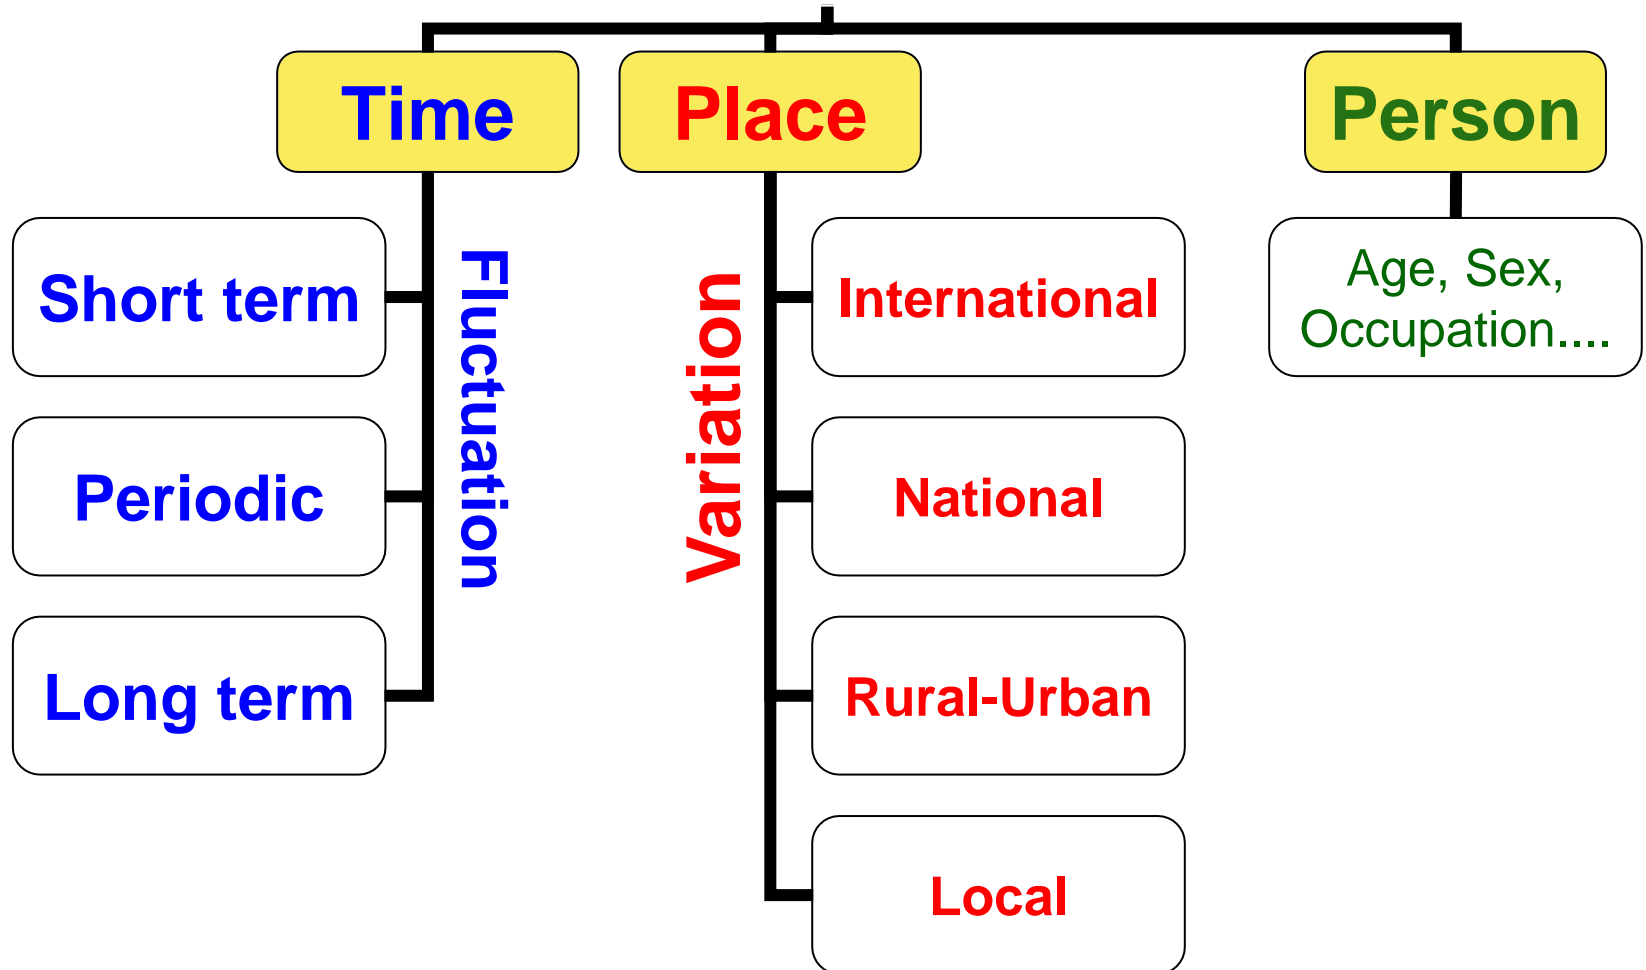 Time
Place
Person
Short term
Periodic
Long term
Fluctuation
Variation
International
National
Rural-Urban
Local
Age, Sex,
Occupation....